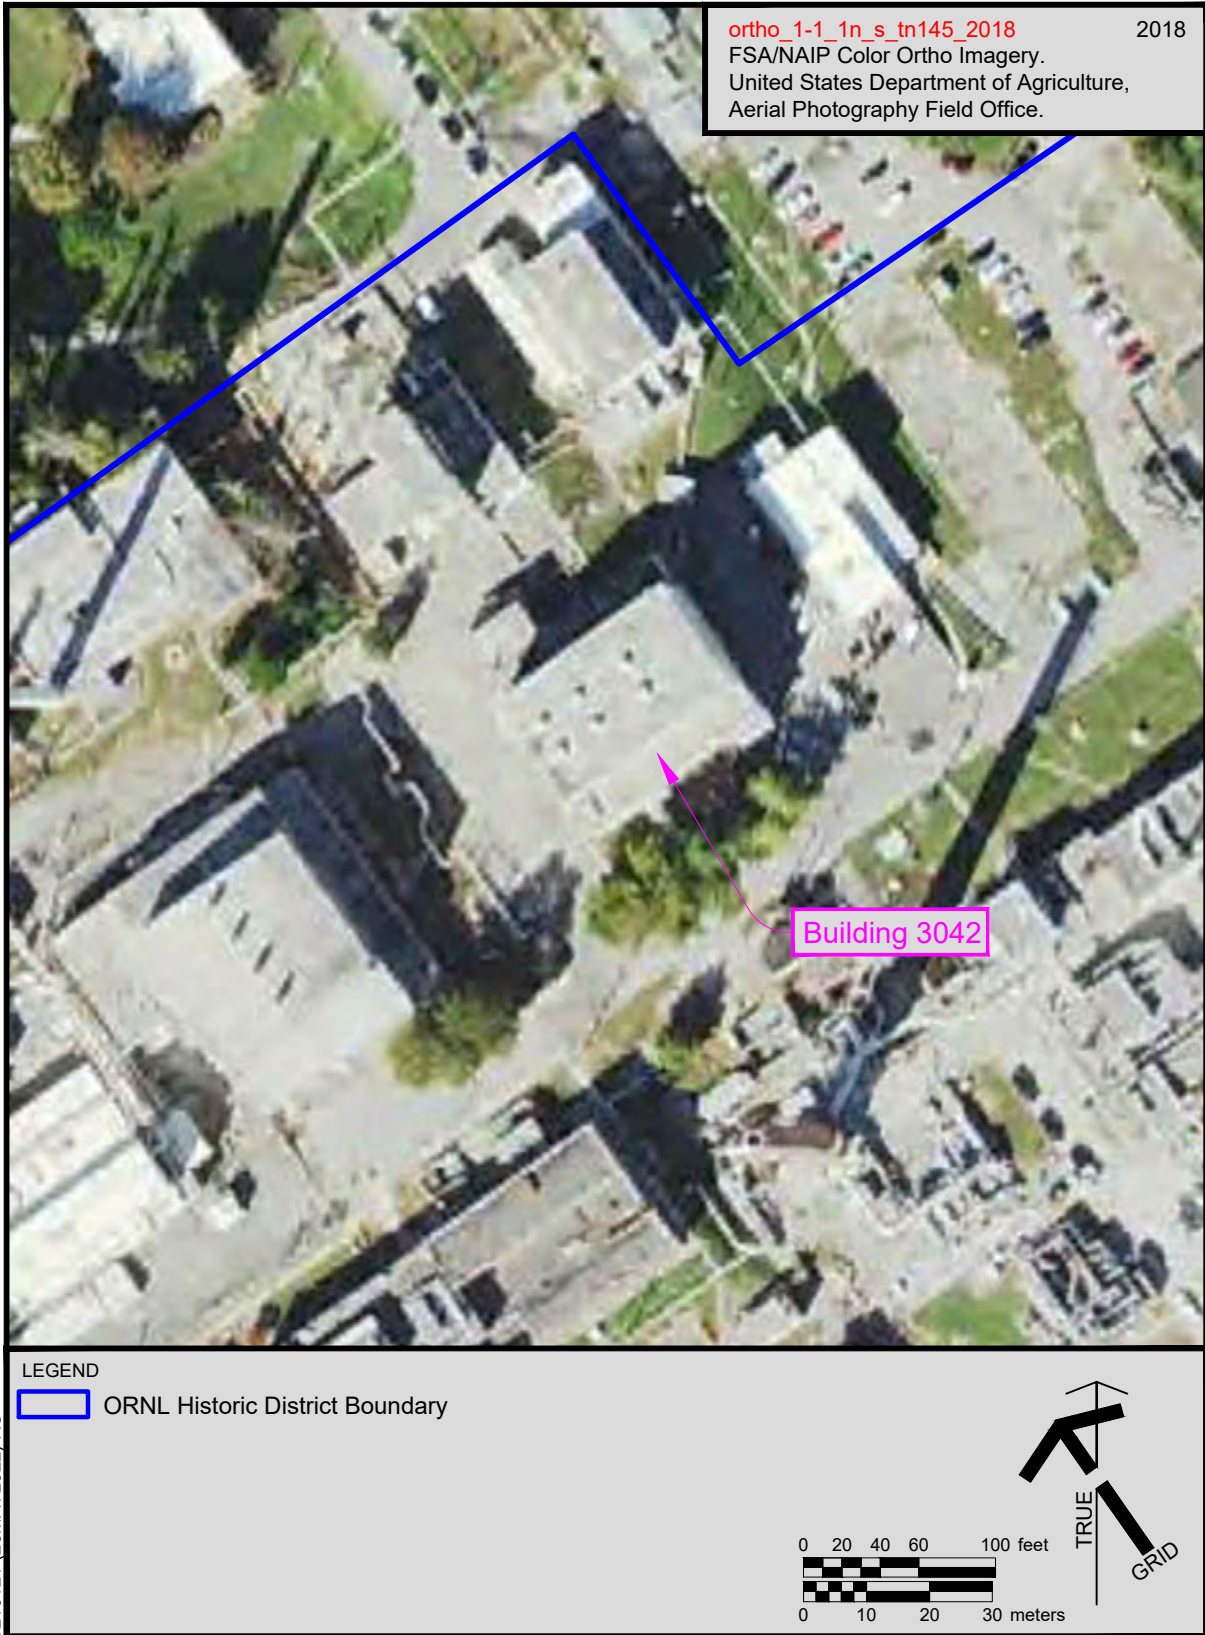 ortho_1-1_1n_s_tn145_2018 2018
FSA/NAIP Color Ortho Imagery.
United States Department of Agriculture,
Aerial Photography Field Office.
Building 3042
LEGEND
ORNL Historic District Boundary
TRUE
GRID
0 20 40 60 100 feet
0 10 20 30 meters